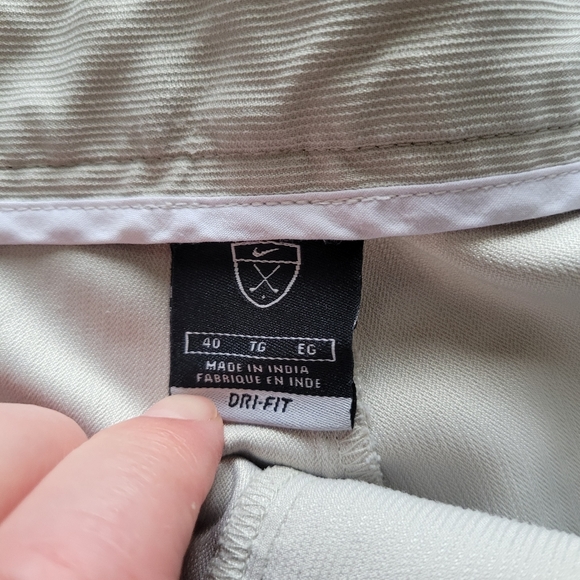 40 TG EG
MADE IN INDIA
FABRIQUE EN INDE
DRI-FIT